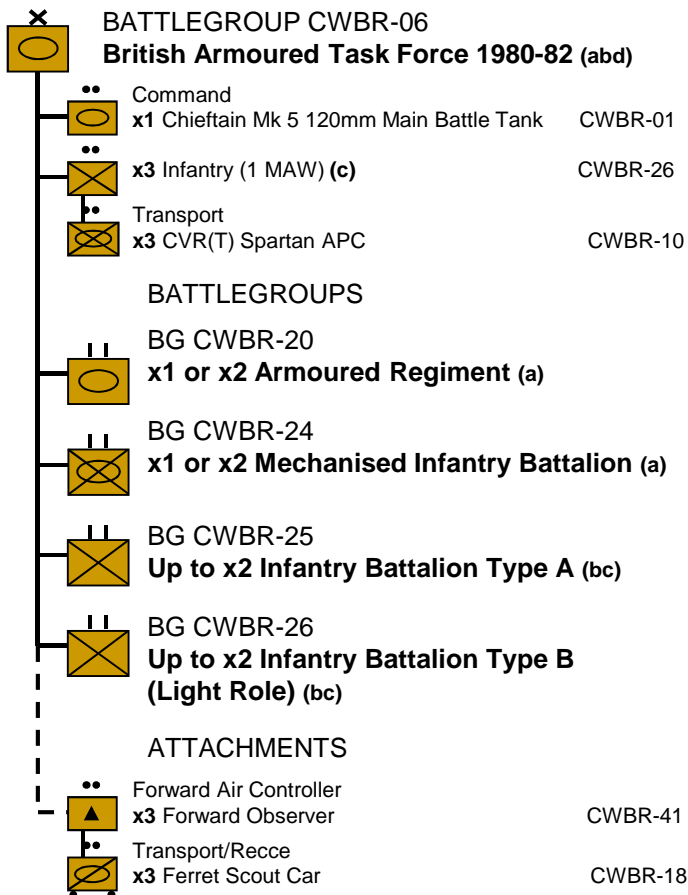 BATTLEGROUP CWBR-06
British Armoured Task Force 1980-82 (abd)
Command
x1 Chieftain Mk 5 120mm Main Battle Tank CWBR-01
x3 Infantry (1 MAW) (c) CWBR-26
Transport
x3 CVR(T) Spartan APC CWBR-10
BATTLEGROUPS
BG CWBR-20
x1 or x2 Armoured Regiment (a)
BG CWBR-24
x1 or x2 Mechanised Infantry Battalion (a)
BG CWBR-25
Up to x2 Infantry Battalion Type A (bc)
BG CWBR-26
Up to x2 Infantry Battalion Type B
(Light Role) (bc)
ATTACHMENTS
Forward Air Controller
x3 Forward Observer CWBR-41
Transport/Recce
x3 Ferret Scout Car CWBR-18